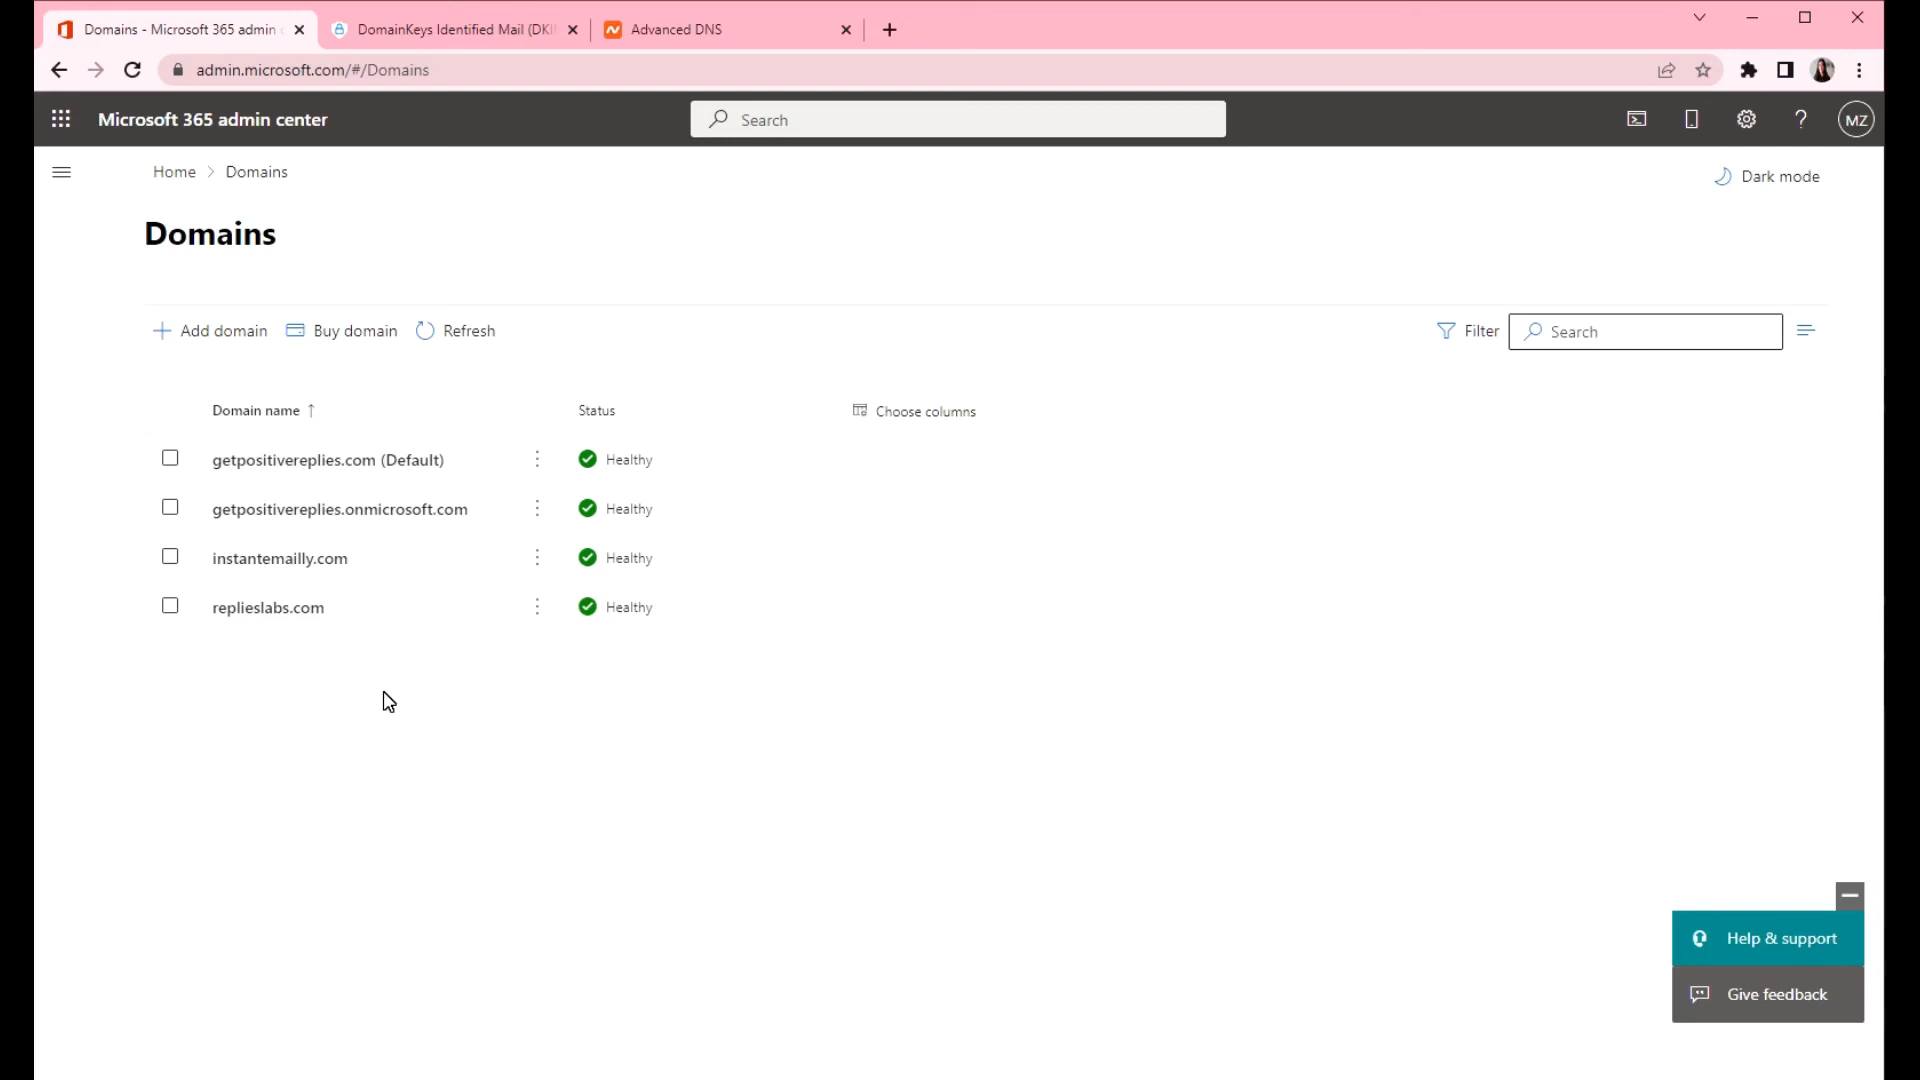 Domains - Microsoft 365 admin
DomainKeys Identified Mail (DKI
Advanced DNS
admin.microsoft.com/#/Domains
Microsoft 365 admin center
Search
?
MZ
Home > Domains
Dark mode
Domains
Add domain
Buy domain
Refresh
Filter
Search
Domain name ↑
Status
Choose columns
getpositivereplies.com (Default)
Healthy
getpositivereplies.onmicrosoft.com
Healthy
instantemailly.com
Healthy
replieslabs.com
Healthy
Help & support
Give feedback